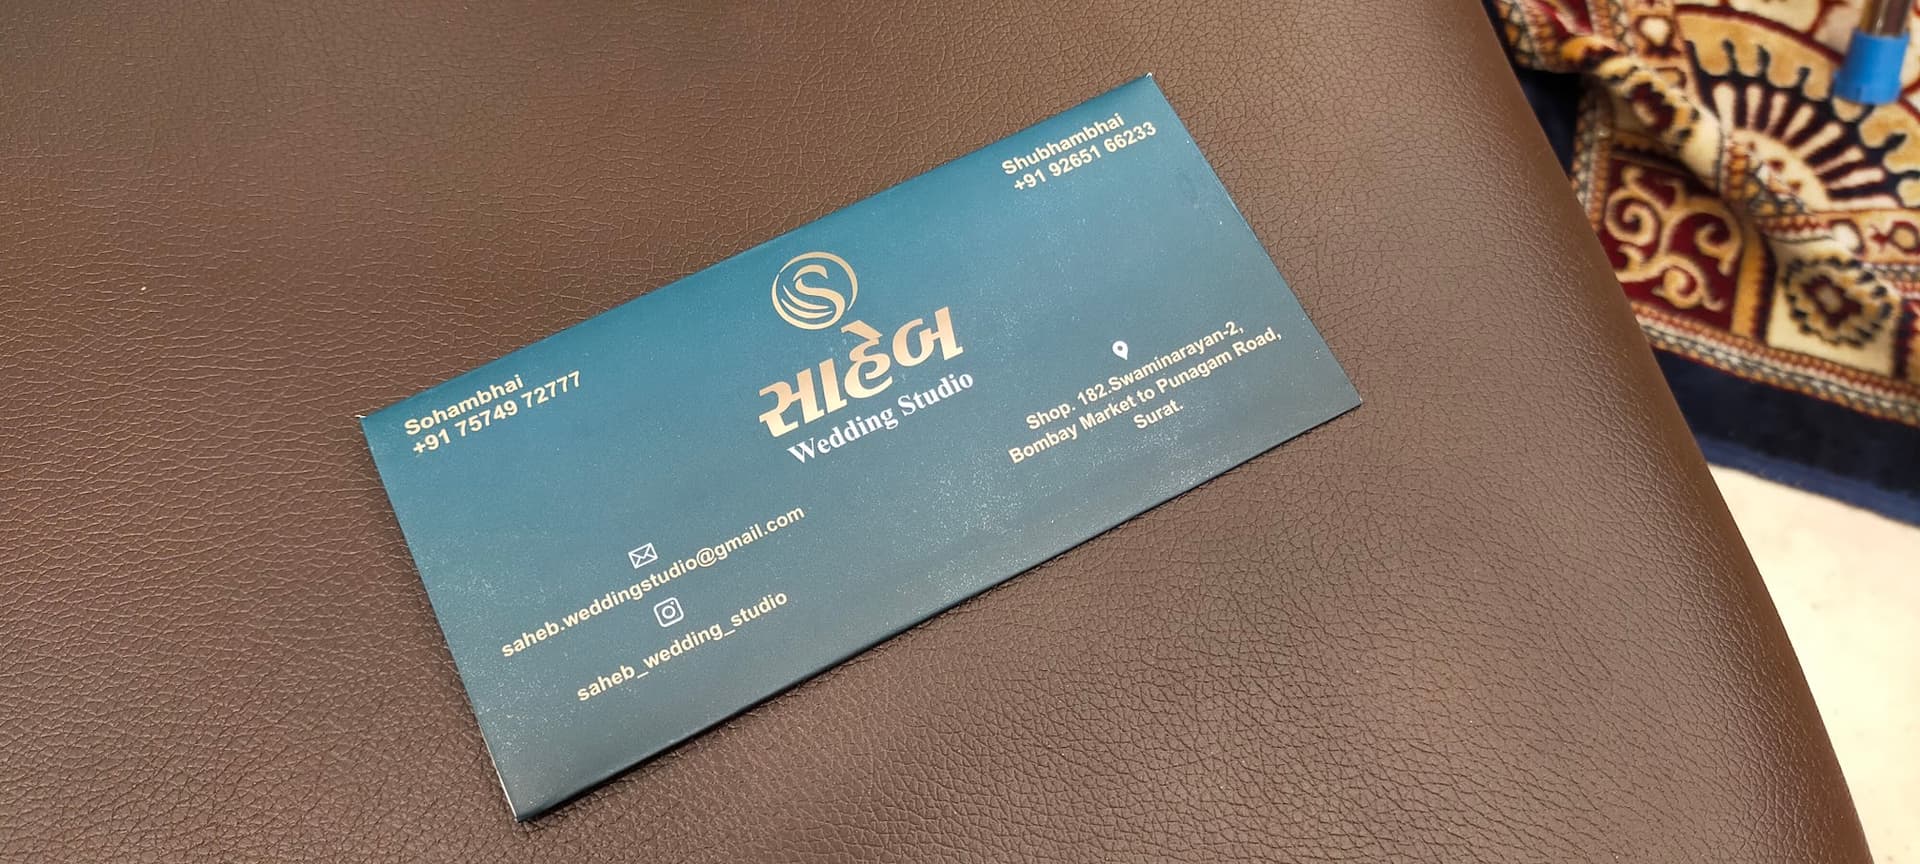 Sohambhai
+91 75749 72777
Shubhambhai
+91 92651 66233
S
સાહેબ
Wedding Studio
Shop. 182.Swaminarayan-2,
Bombay Market to Punagam Road,
Surat.
saheb.weddingstudio@gmail.com
saheb_wedding_studio